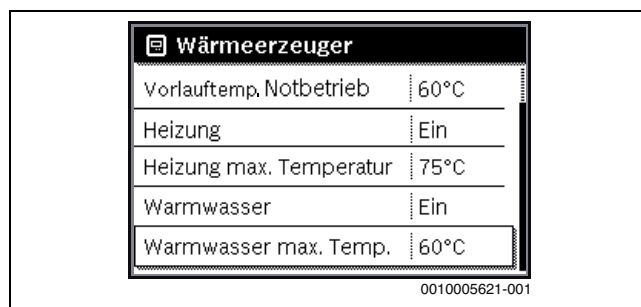 Wärmeerzeuger
Vorlauftemp. Notbetrieb 60°C
Heizung Ein
Heizung max. Temperatur 75°C
Warmwasser Ein
Warmwasser max. Temp. 60°C
0010005621-001